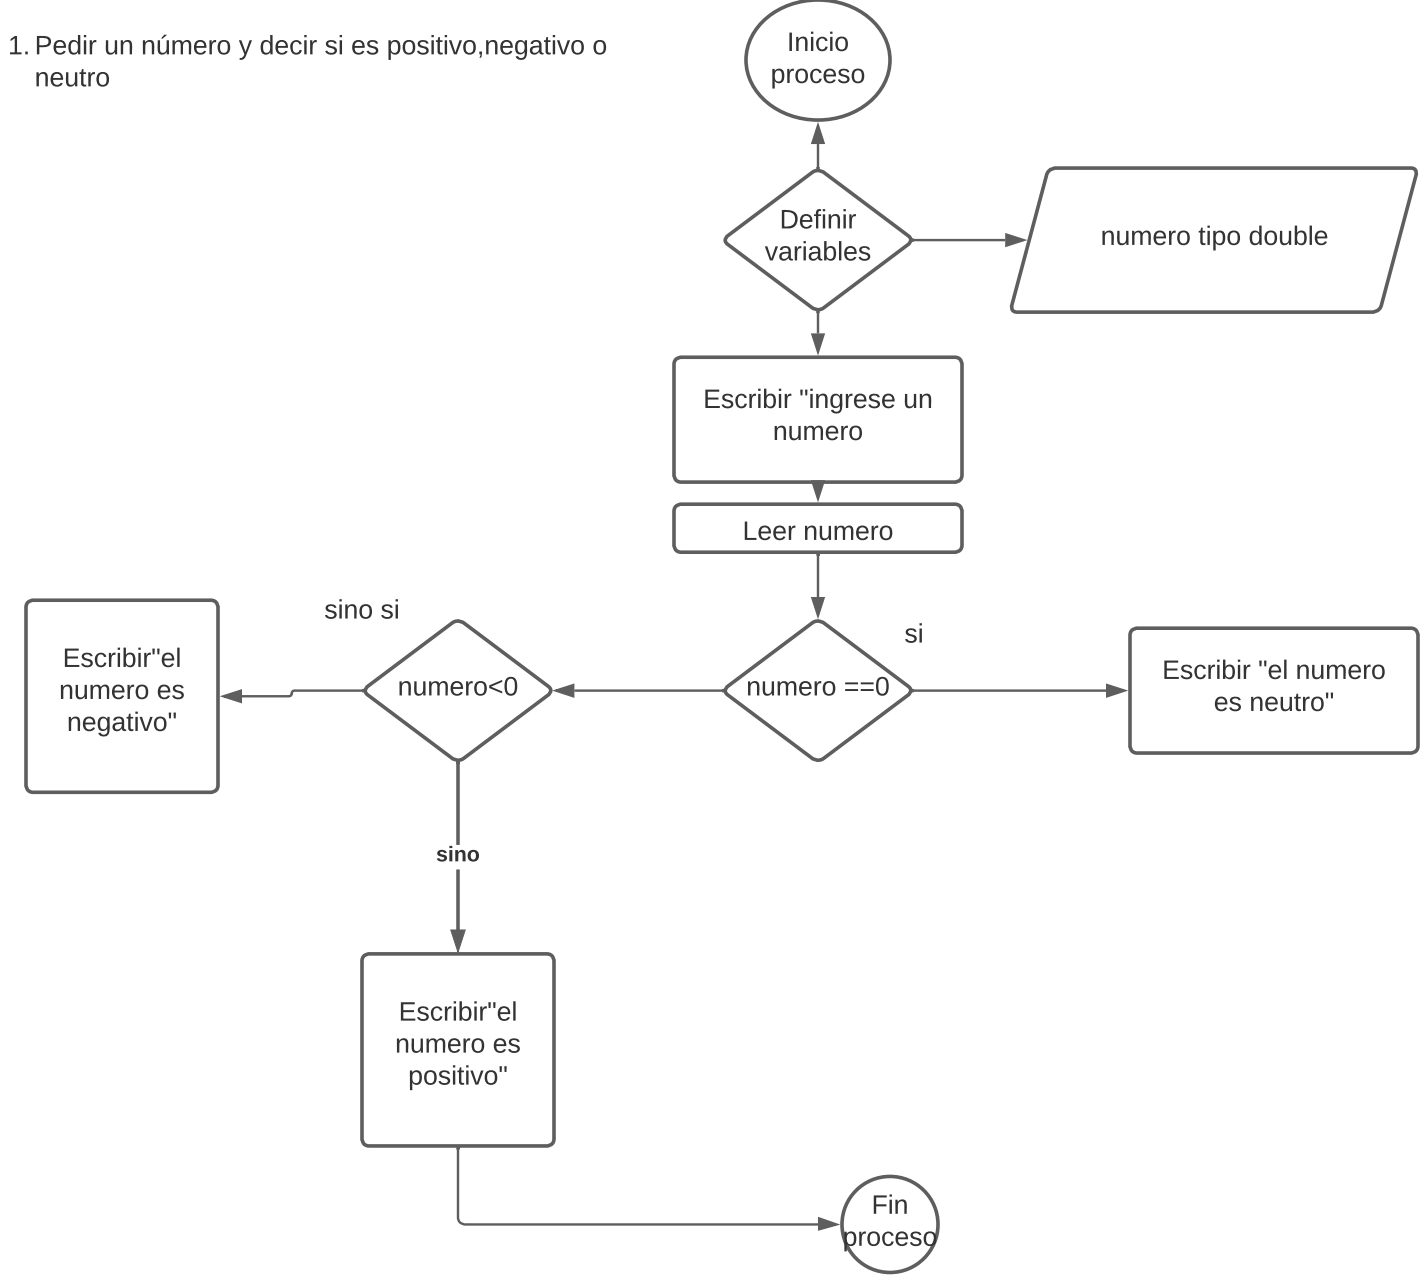 1. Pedir un número y decir si es positivo,negativo o
neutro
Inicio
proceso
Definir
variables
numero tipo double
Escribir "ingrese un
numero
Leer numero
sino si
si
Escribir"el
numero es
negativo"
numero<0
numero ==0
Escribir "el numero
es neutro"
sino
Escribir"el
numero es
positivo"
Fin
proceso